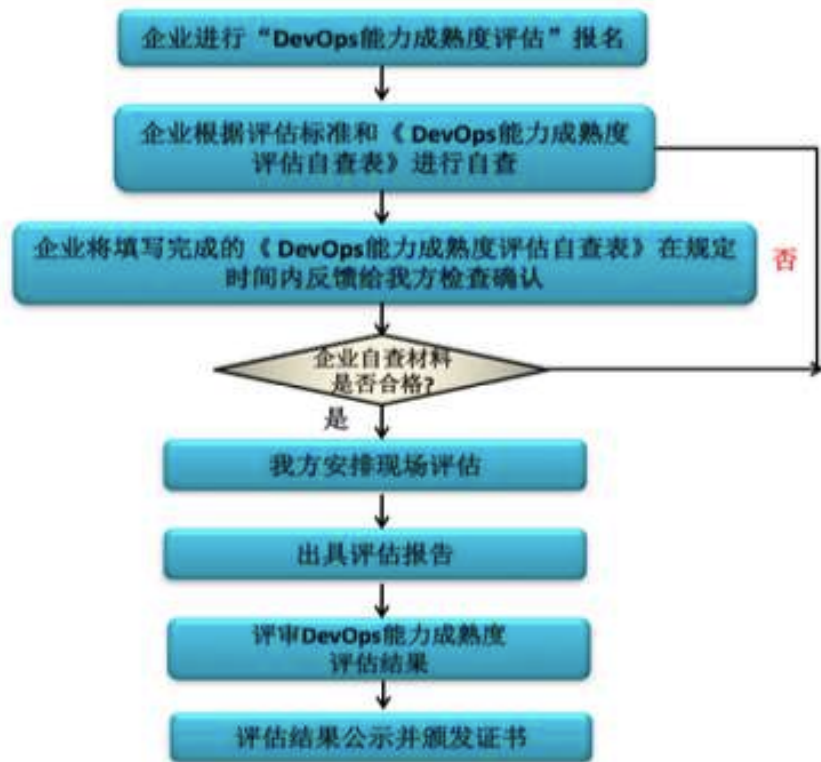 企业进行“DevOps能力成熟度评估”报名
企业根据评估标准和《DevOps能力成熟度
评估自查表》进行自查
企业将填写完成的《DevOps能力成熟度评估自查表》在规定
时间内反馈给我方检查确认
否
企业自查材料
是否合格?
是
我方安排现场评估
出具评估报告
评审DevOps能力成熟度
评估结果
评估结果公示并颁发证书